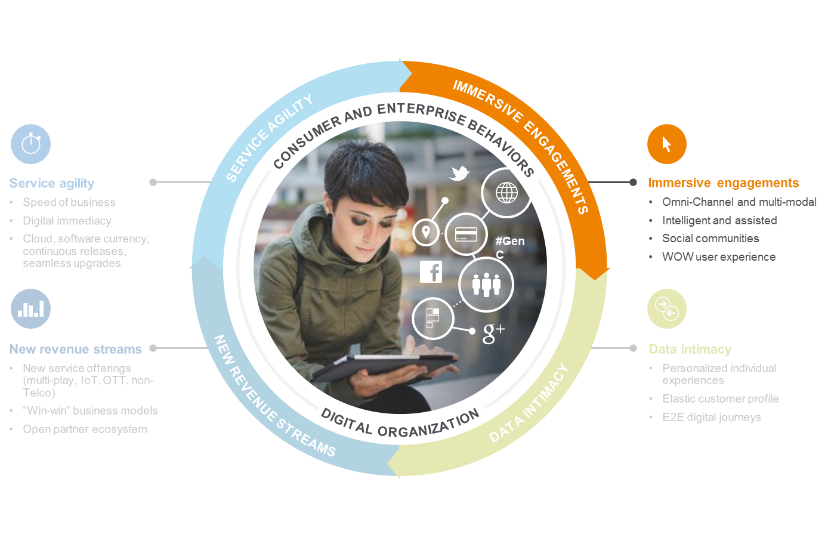 SERVICE AGILITY
IMMERSIVE ENGAGEMENTS
CONSUMER AND ENTERPRISE BEHAVIORS
Service agility
• Speed of business
• Digital immediacy
• Cloud, software currency,
continuous releases,
seamless upgrades
Immersive engagements
• Omni-Channel and multi-modal
• Intelligent and assisted
• Social communities
• WOW user experience
#Gen
C
f
g+
New revenue streams
• New service offerings
(multi-play, IoT, OTT, non-
Telco)
• “Win-win” business models
• Open partner ecosystem
Data intimacy
• Personalized individual
experiences
• Elastic customer profile
• E2E digital journeys
NEW REVENUE STREAMS
DIGITAL ORGANIZATION
DATA INTIMACY